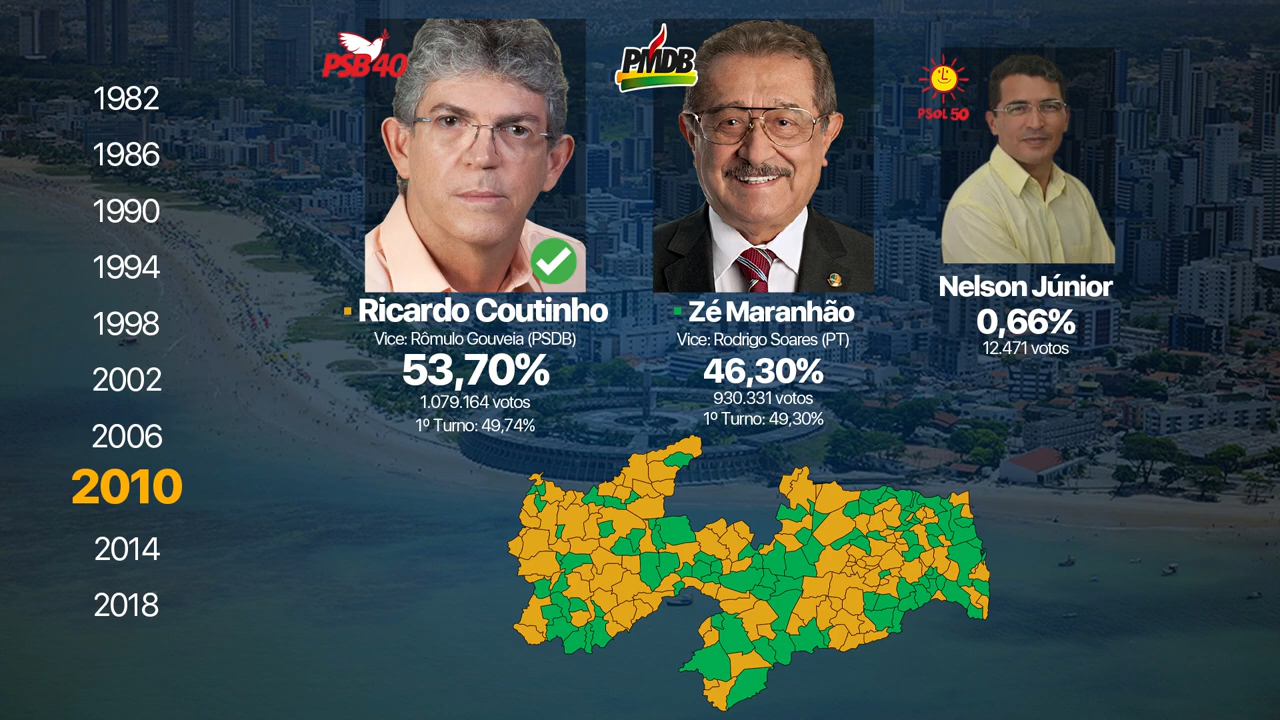 1982
1986
1990
1994
1998
2002
2006
2010
2014
2018
PSB 40
Ricardo Coutinho
Vice: Rômulo Gouveia (PSDB)
53,70%
1.079.164 votos
1º Turno: 49,74%
PMDB
Zé Maranhão
Vice: Rodrigo Soares (PT)
46,30%
930.331 votos
1º Turno: 49,30%
PSOL 50
Nelson Júnior
0,66%
12.471 votos